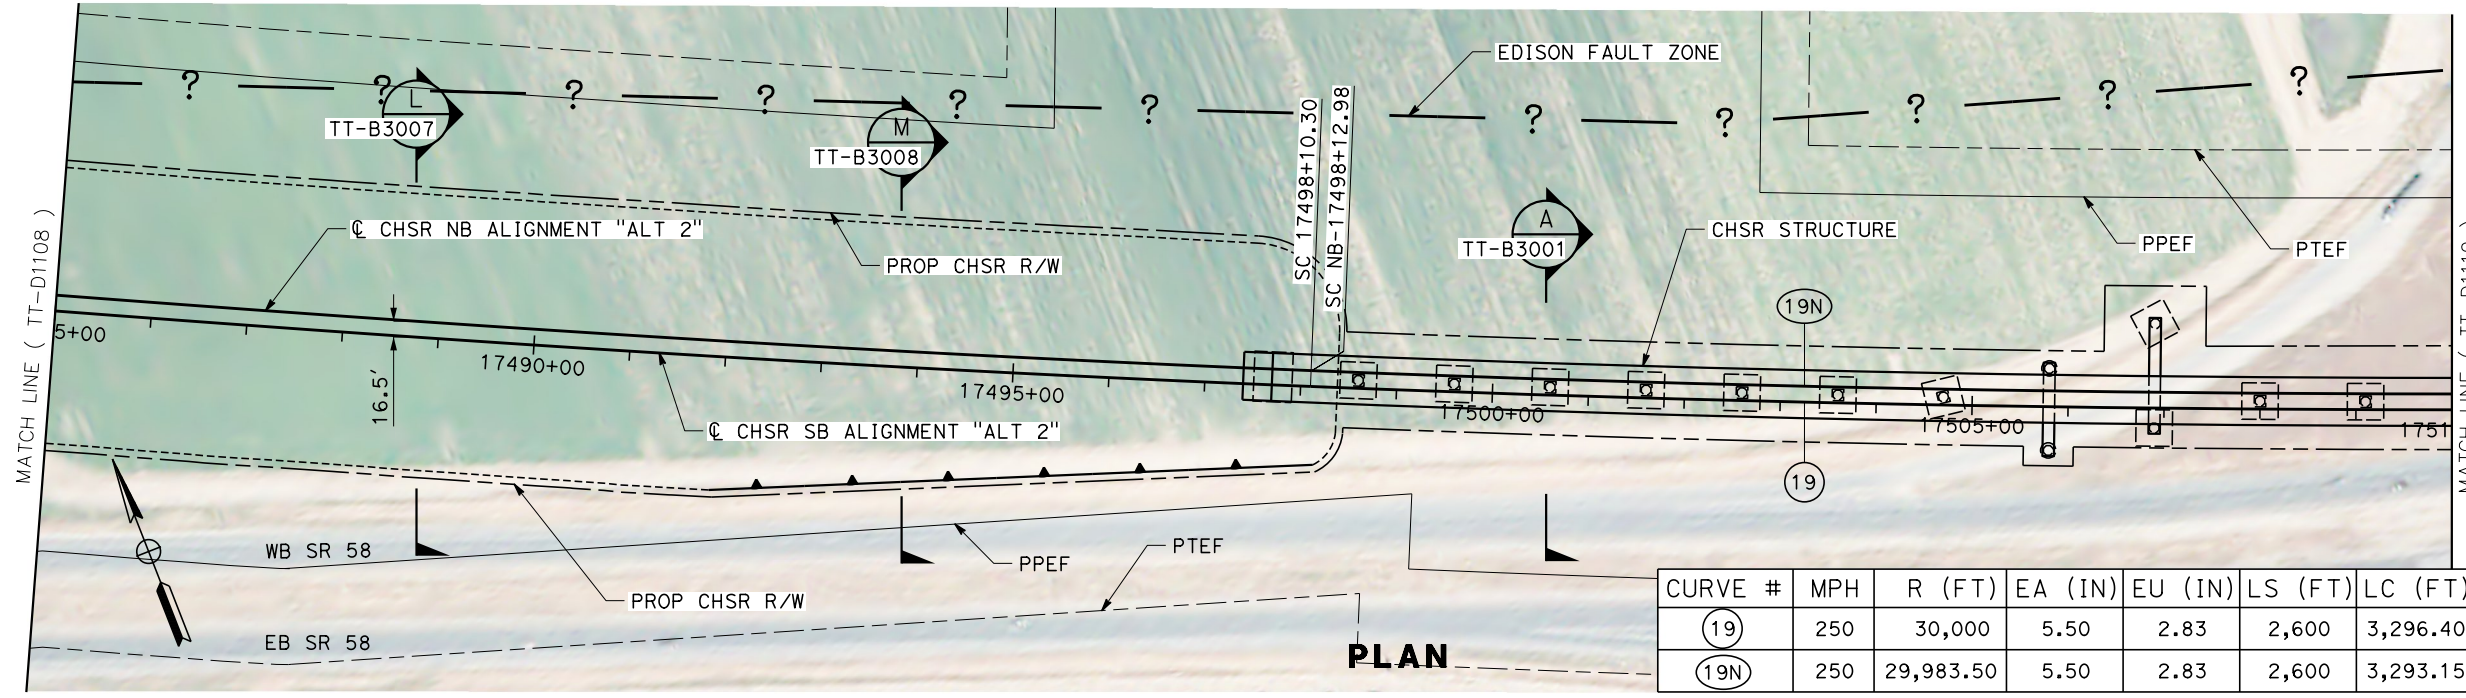 EDISON FAULT ZONE
? ? ? ? ? ? ? ? ? ? ? ?
L
TT-B3007
M
TT-B3008
SC 17498+10.30
SC NB-17498+12.98
A
TT-B3001
℄ CHSR NB ALIGNMENT "ALT 2"
PROP CHSR R/W
CHSR STRUCTURE
PPEF
PTEF
MATCH LINE ( TT-D1108 )
19N
5+00
17490+00
17495+00
17500+00
17505+00
1751
16.5'
℄ CHSR SB ALIGNMENT "ALT 2"
19
WB SR 58
PPEF
PTEF
PROP CHSR R/W
EB SR 58
PLAN
CURVE # MPH R (FT) EA (IN) EU (IN) LS (FT) LC (FT)
19 250 30,000 5.50 2.83 2,600 3,296.40
19N 250 29,983.50 5.50 2.83 2,600 3,293.15